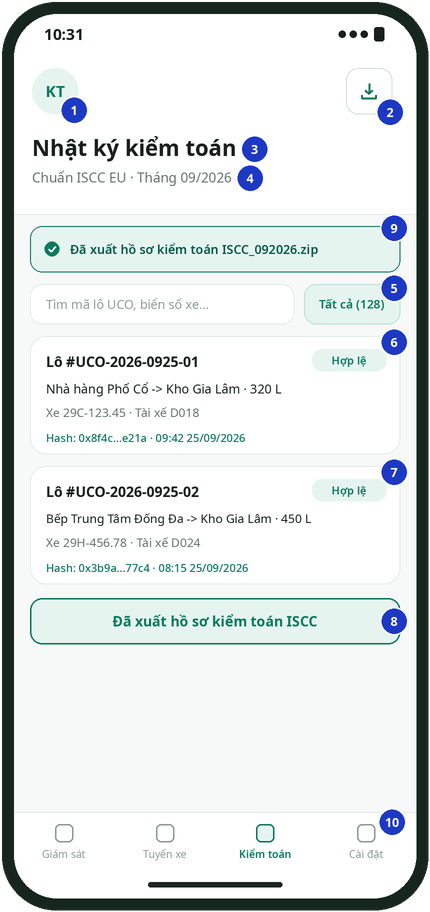 10:31
KT
1
2
Nhật ký kiểm toán 3
Chuẩn ISCC EU · Tháng 09/2026 4
9
Đã xuất hồ sơ kiểm toán ISCC_092026.zip
5
Tìm mã lô UCO, biển số xe...
Tất cả (128)
6
Lô #UCO-2026-0925-01
Hợp lệ
Nhà hàng Phố Cổ -> Kho Gia Lâm · 320 L
Xe 29C-123.45 · Tài xế D018
Hash: 0x8f4c...e21a · 09:42 25/09/2026
7
Lô #UCO-2026-0925-02
Hợp lệ
Bếp Trung Tâm Đống Đa -> Kho Gia Lâm · 450 L
Xe 29H-456.78 · Tài xế D024
Hash: 0x3b9a...77c4 · 08:15 25/09/2026
Đã xuất hồ sơ kiểm toán ISCC
8
10
Giám sát
Tuyến xe
Kiểm toán
Cài đặt